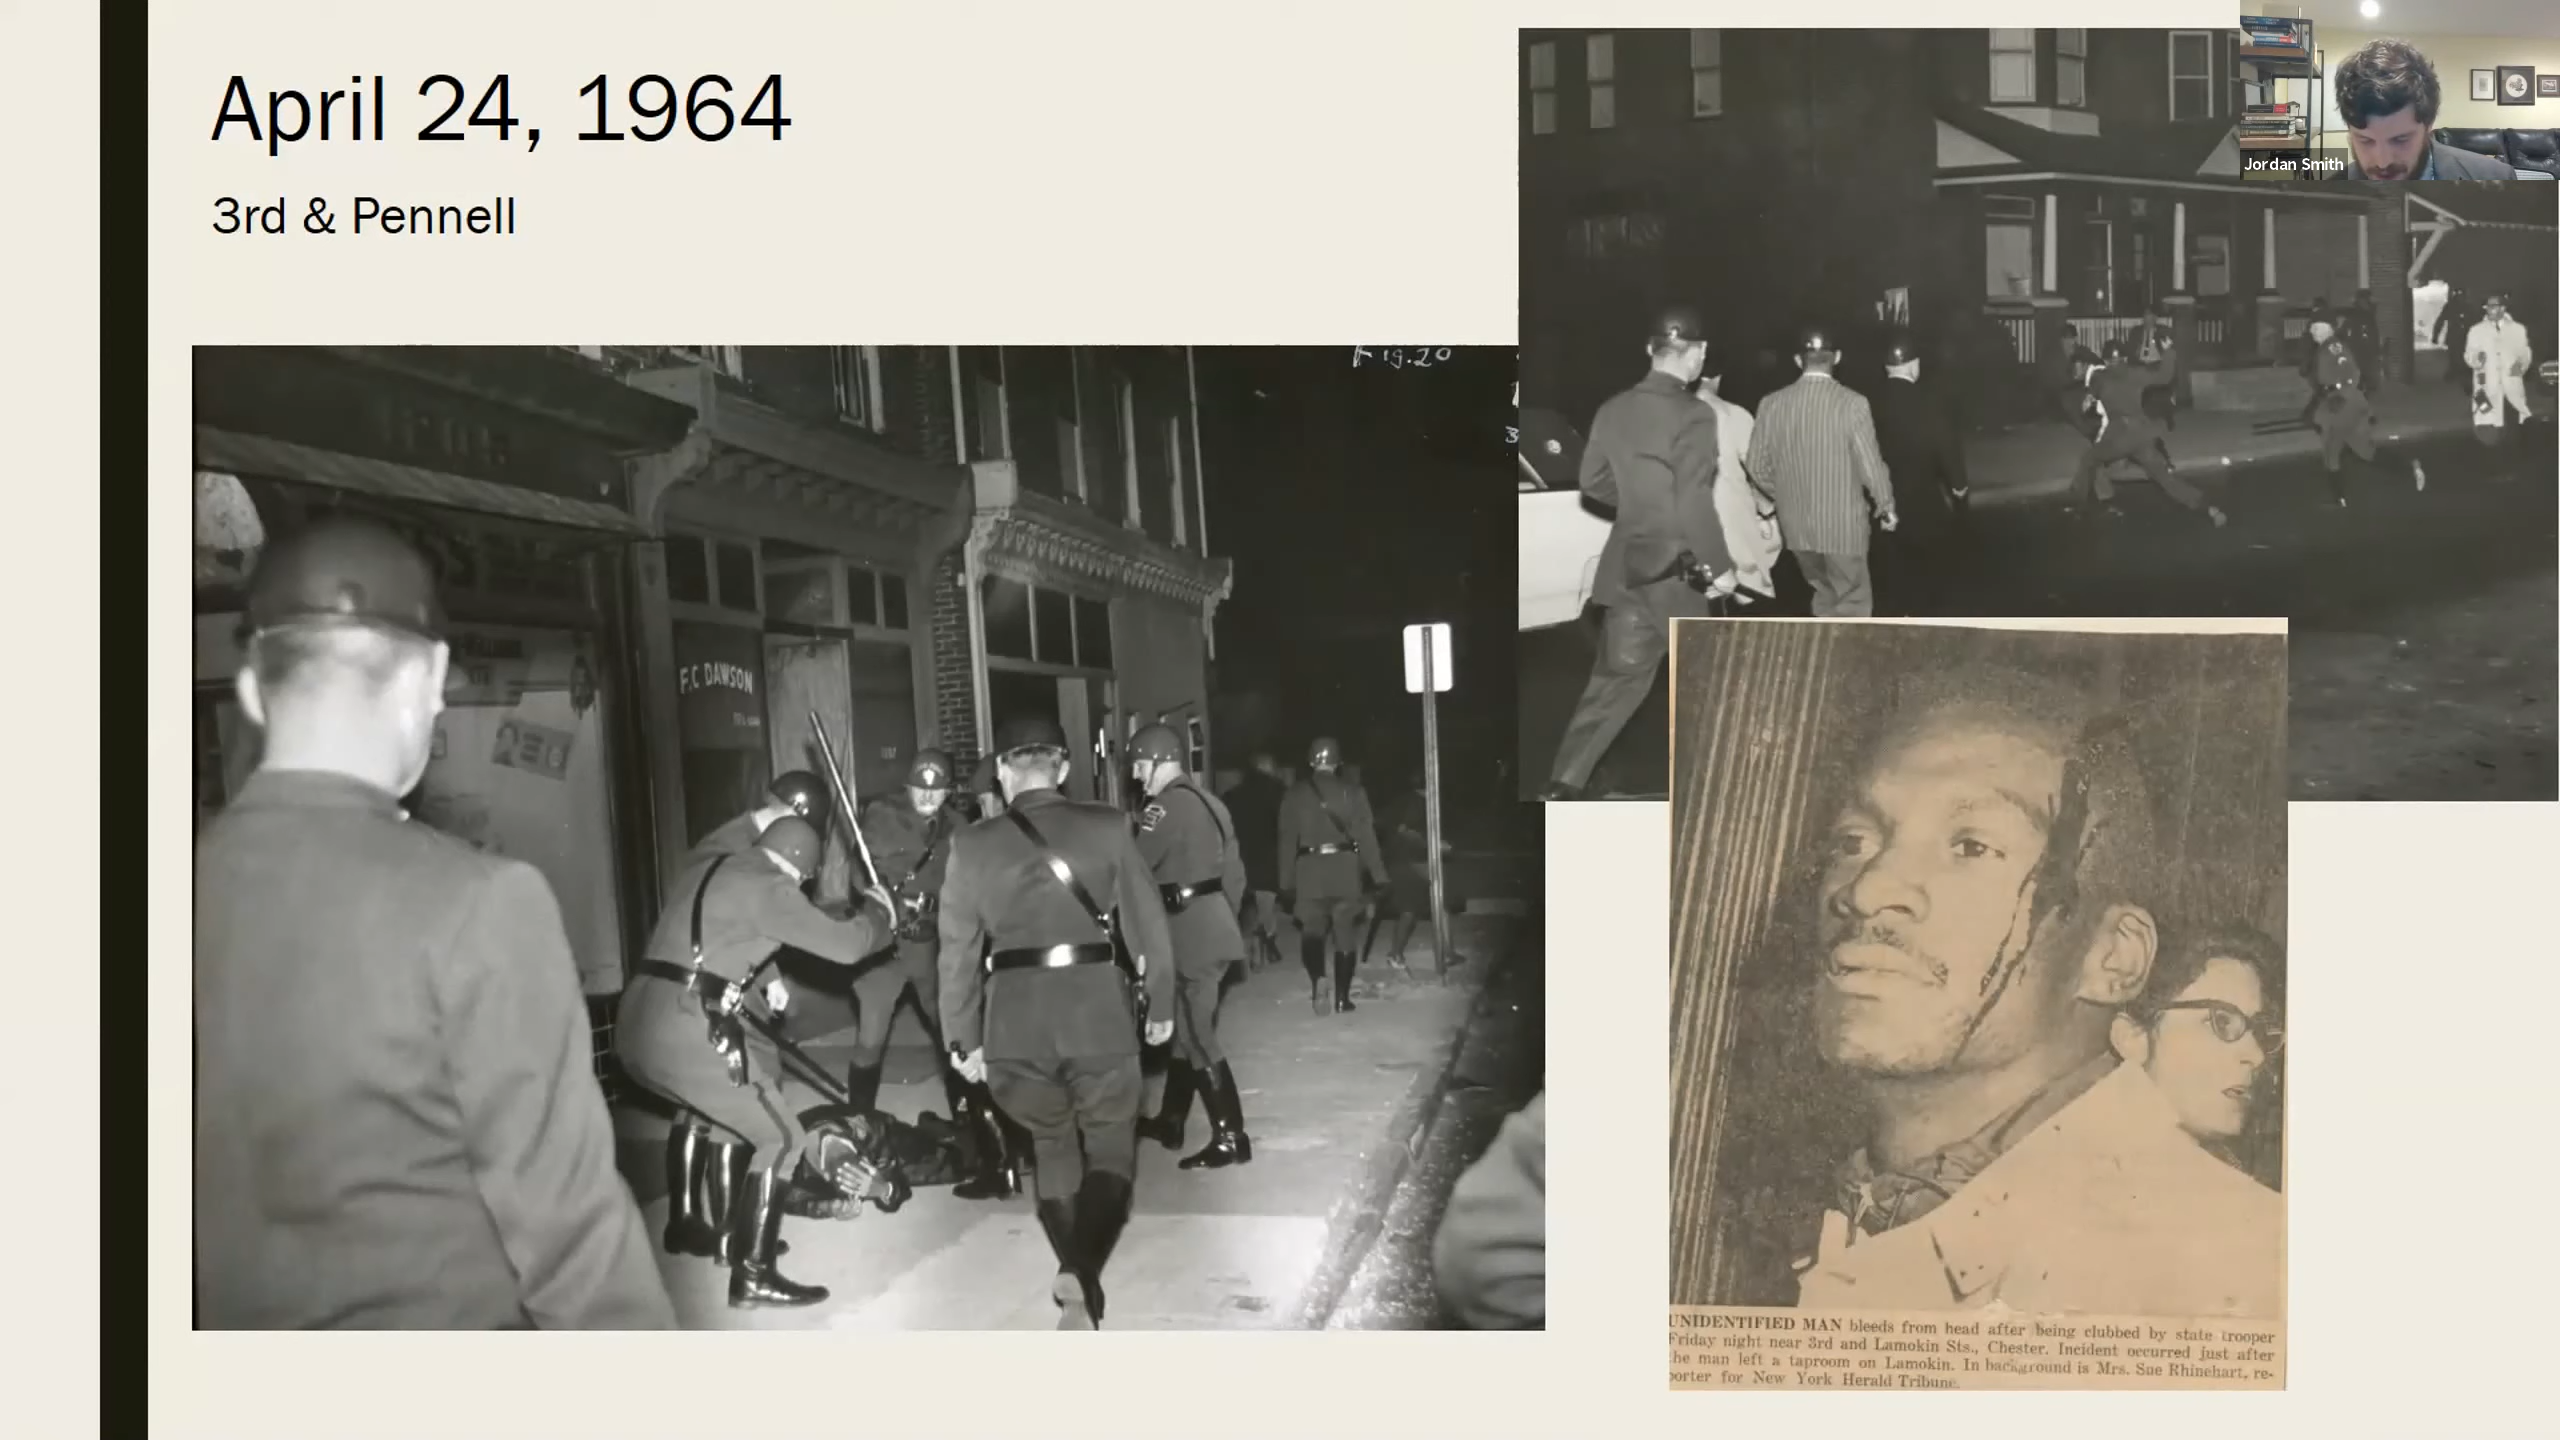 April 24, 1964
3rd & Pennell
Jordan Smith
Fig.20
F.C DAWSON
UNIDENTIFIED MAN bleeds from head after being clubbed by state trooper
Friday night near 3rd and Lamokin Sts., Chester. Incident occurred just after
the man left a taproom on Lamokin. In background is Mrs. Sue Rhinehart, re-
porter for New York Herald Tribune.